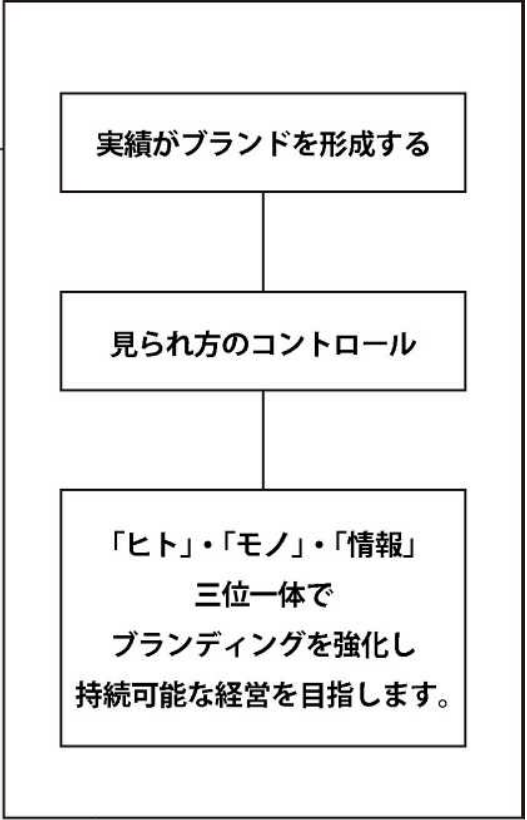 実績がブランドを形成する
見られ方のコントロール
「ヒト」・「モノ」・「情報」
三位一体で
ブランディングを強化し
持続可能な経営を目指します。